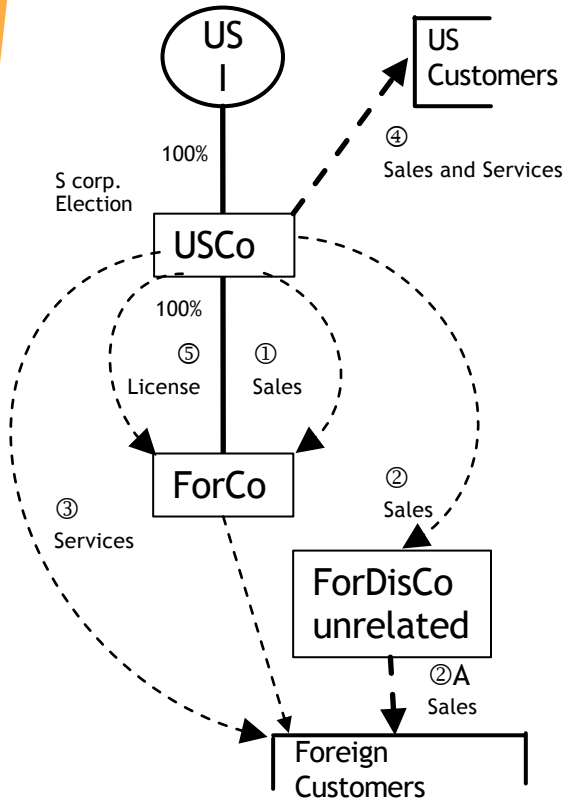 US
I
US
Customers
100%
④
Sales and Services
S corp.
Election
USCo
100%
⑤
License
①
Sales
ForCo
②
Sales
③
Services
ForDisCo
unrelated
②A
Sales
Foreign
Customers